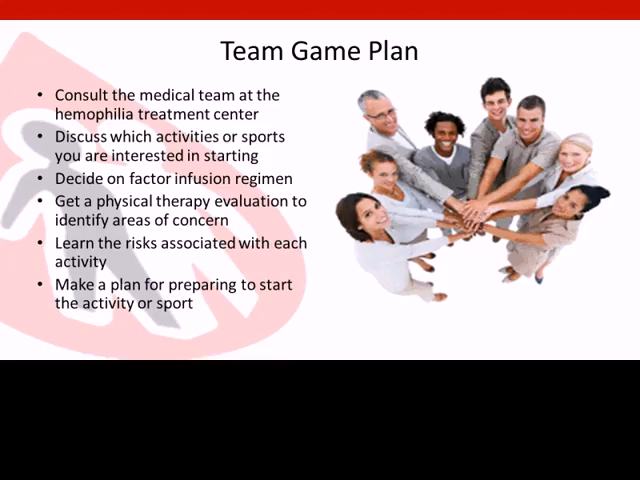 Team Game Plan
• Consult the medical team at the
hemophilia treatment center
• Discuss which activities or sports
you are interested in starting
• Decide on factor infusion regimen
• Get a physical therapy evaluation to
identify areas of concern
• Learn the risks associated with each
activity
• Make a plan for preparing to start
the activity or sport